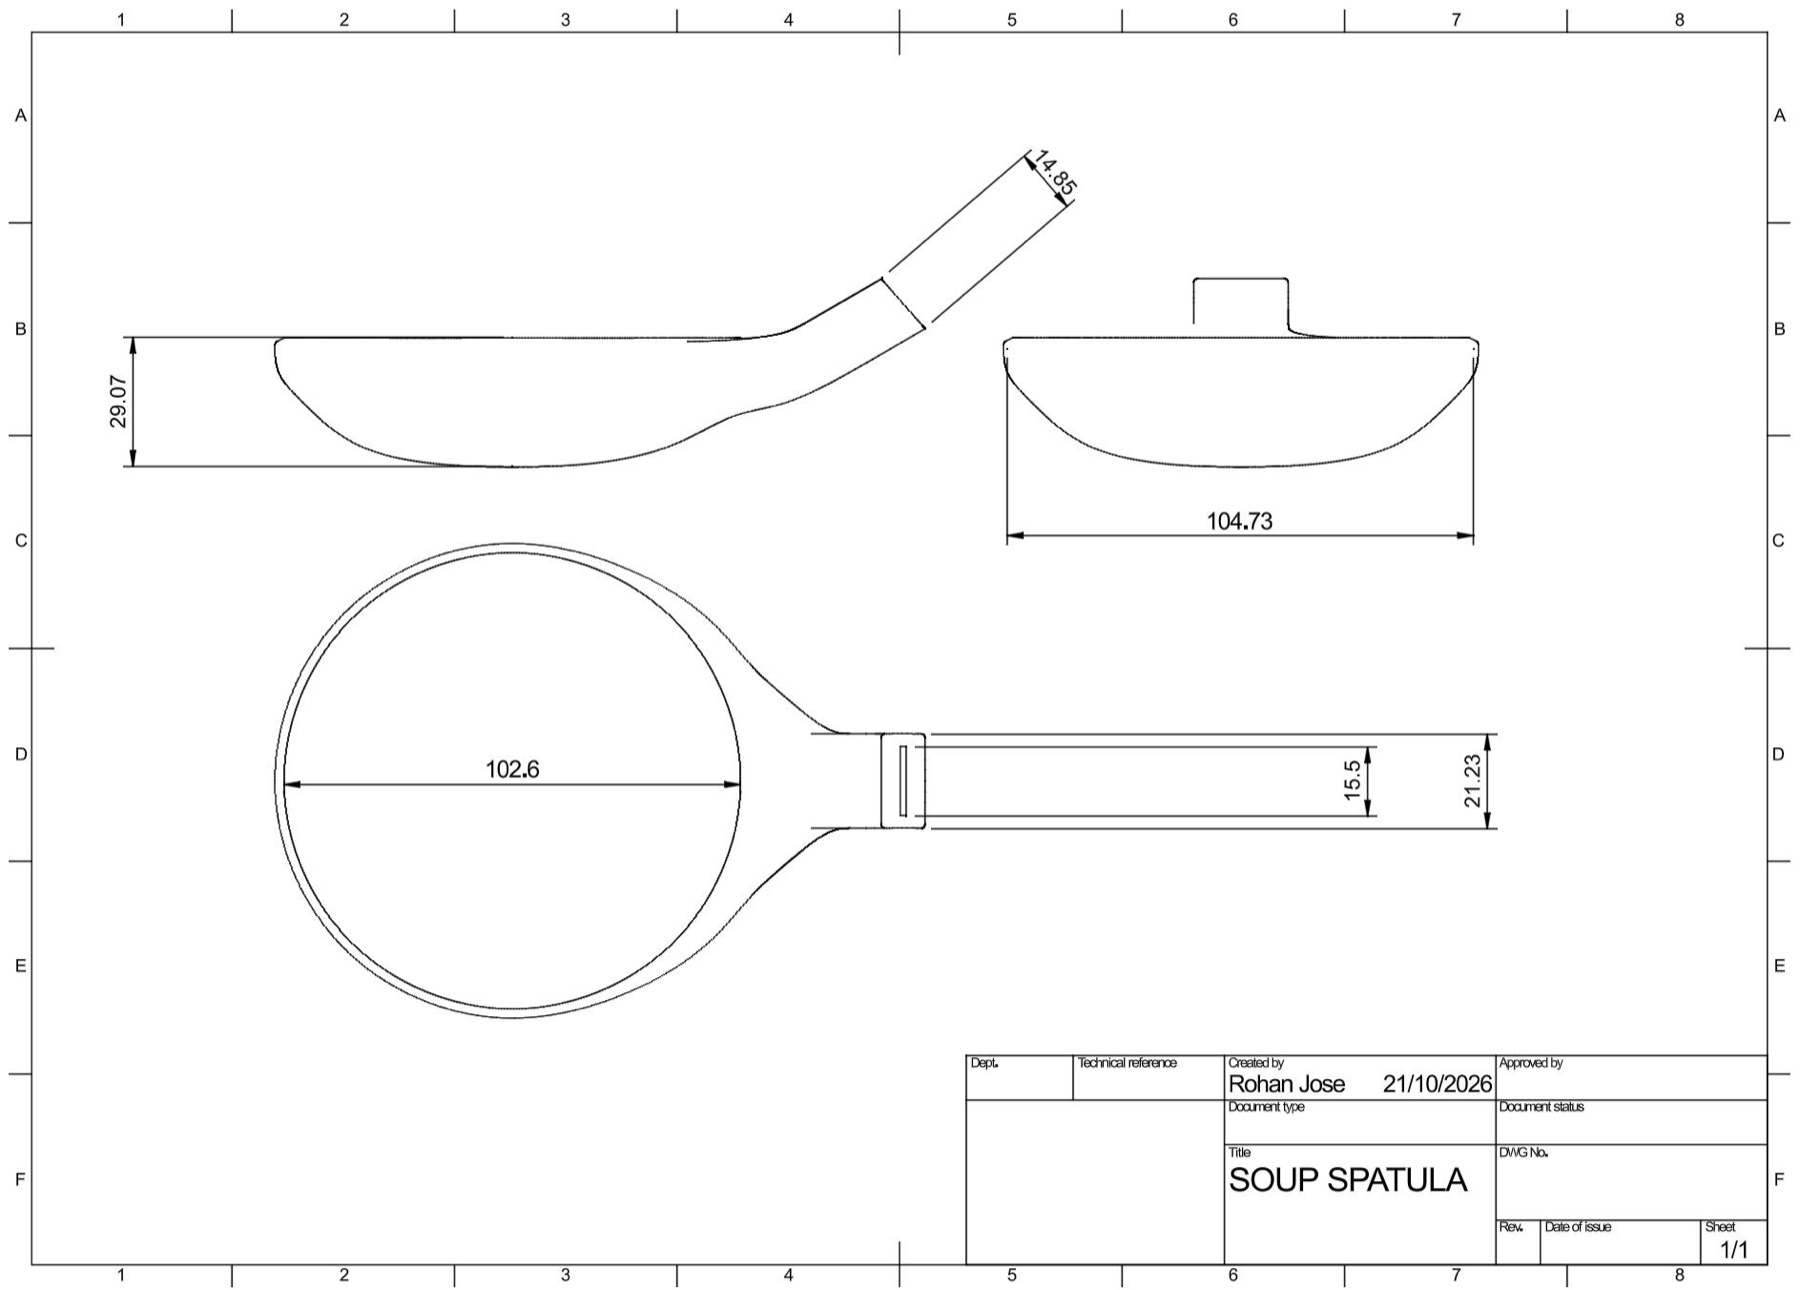 1 2 3 4 5 6 7 8
A A
14.85
B B
29.07
104.73
C C
D D
102.6
15.5
21.23
E E
Dept. Technical reference Created by Approved by
Rohan Jose 21/10/2026
Document type Document status
Title DWG No.
SOUP SPATULA
F F
Rev. Date of issue Sheet
1/1
1 2 3 4 5 6 7 8